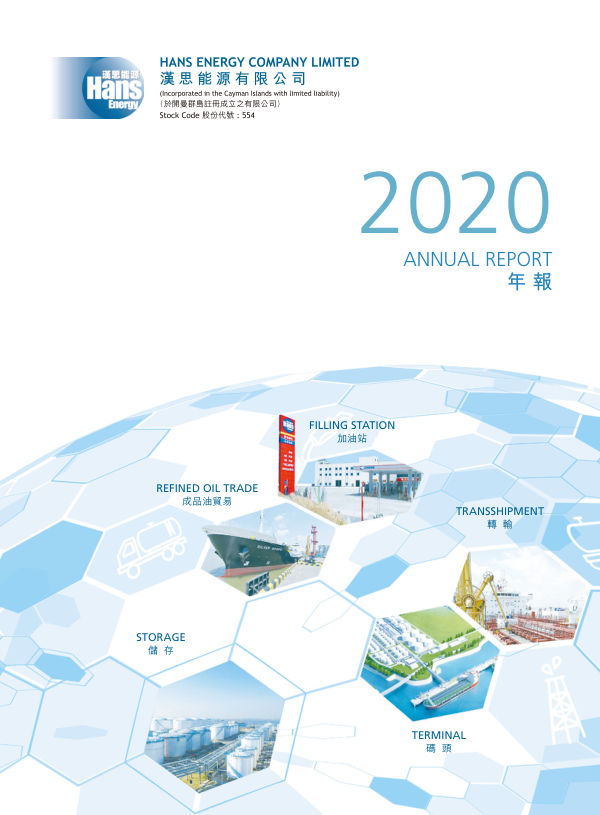 漢思能源
Hans
Energy
HANS ENERGY COMPANY LIMITED
漢思能源有限公司
(Incorporated in the Cayman Islands with limited liability)
（於開曼群島註冊成立之有限公司）
Stock Code 股份代號：554
2020
ANNUAL REPORT
年報
FILLING STATION
加油站
REFINED OIL TRADE
成品油貿易
TRANSSHIPMENT
轉輸
STORAGE
儲存
TERMINAL
碼頭